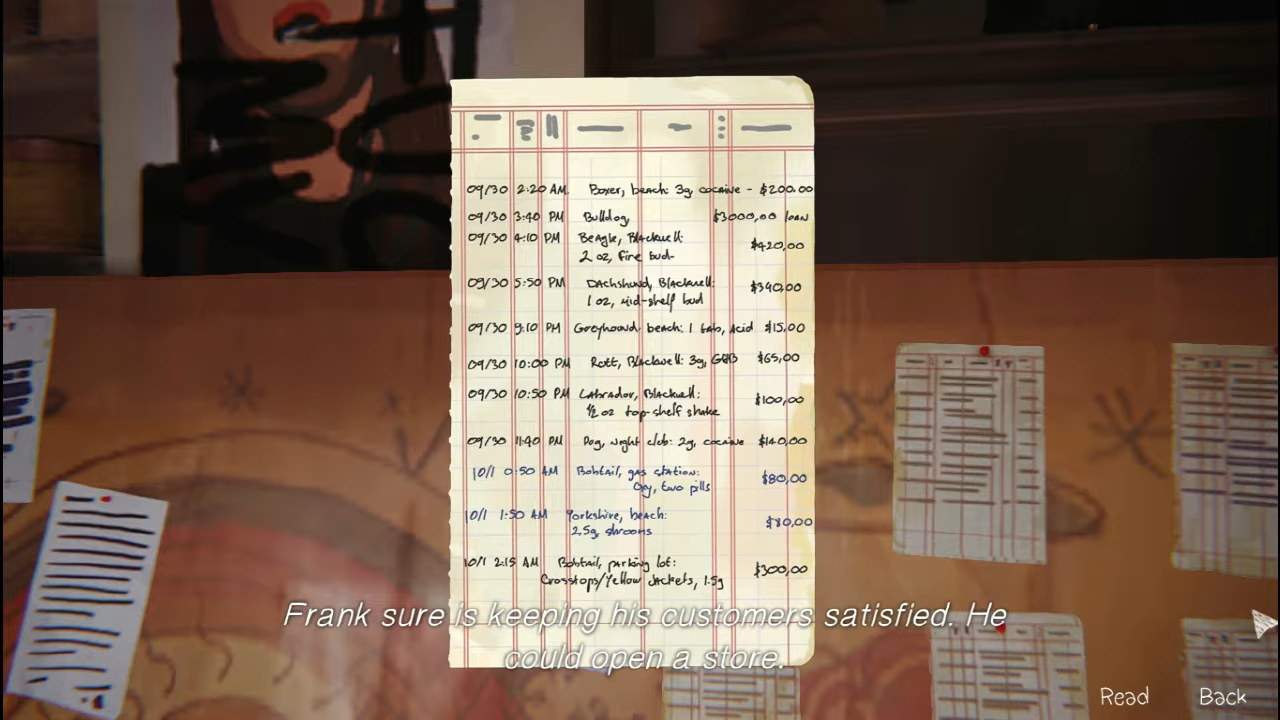 09/30 2:20 AM. Boxer, beach: 3g, cocaine - $200.00
09/30 3:40 PM Bulldog, $3000,00 loan
09/30 4:10 PM Beagle, Blackwell:
2 oz, fire bud- $420,00
09/30 5:50 PM Dachshund, Blackwell: $340,00
1 oz, mid-shelf bud
09/30 9:10 PM Greyhound, beach: 1 tab, acid $15,00
09/30 10:00 PM Rott, Blackwell: 3g, GHB $65,00
09/30 10:50 PM Labrador, Blackwell: $100,00
1/2 oz top-shelf shake
09/30 11:40 PM Pog, night club: 2g, cocaine $140,00
10/1 0:50 AM Bobtail, gas station: $80,00
Oxy, two pills
10/1 1:50 AM Yorkshire, beach:
2.5g, shrooms
10/1 2:15 AM Bobtail, parking lot: $300,00
Crosstops/Yellow Jackets, 1.5g
Frank sure is keeping his customers satisfied. He
could open a store.
Read Back